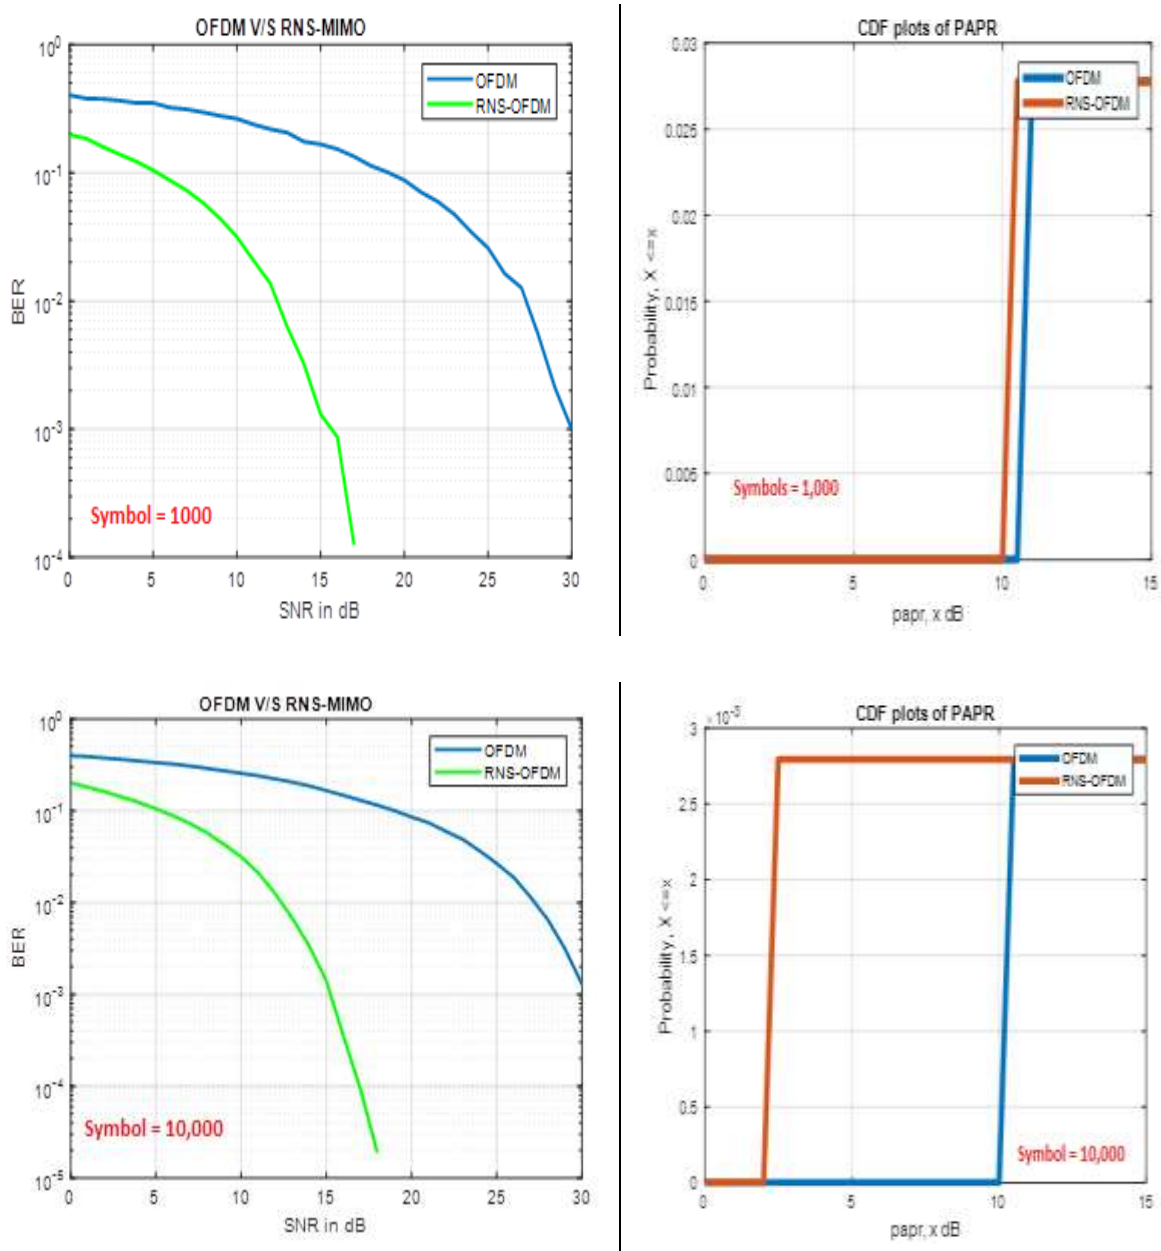 OFDM V/S RNS-MIMO
10^0
10^-1
10^-2
10^-3
10^-4
BER
OFDM
RNS-OFDM
Symbol = 1000
0 5 10 15 20 25 30
SNR in dB
CDF plots of PAPR
0.03
0.025
0.02
0.015
0.01
0.005
0
Probability, X <=x
OFDM
RNS-OFDM
Symbols = 1,000
0 5 10 15
papr, x dB
OFDM V/S RNS-MIMO
10^0
10^-1
10^-2
10^-3
10^-4
10^-5
BER
OFDM
RNS-OFDM
Symbol = 10,000
0 5 10 15 20 25 30
SNR in dB
CDF plots of PAPR
3
2.5
2
1.5
1
0.5
0
Probability, X <=x
OFDM
RNS-OFDM
Symbol = 10,000
0 5 10 15
papr, x dB